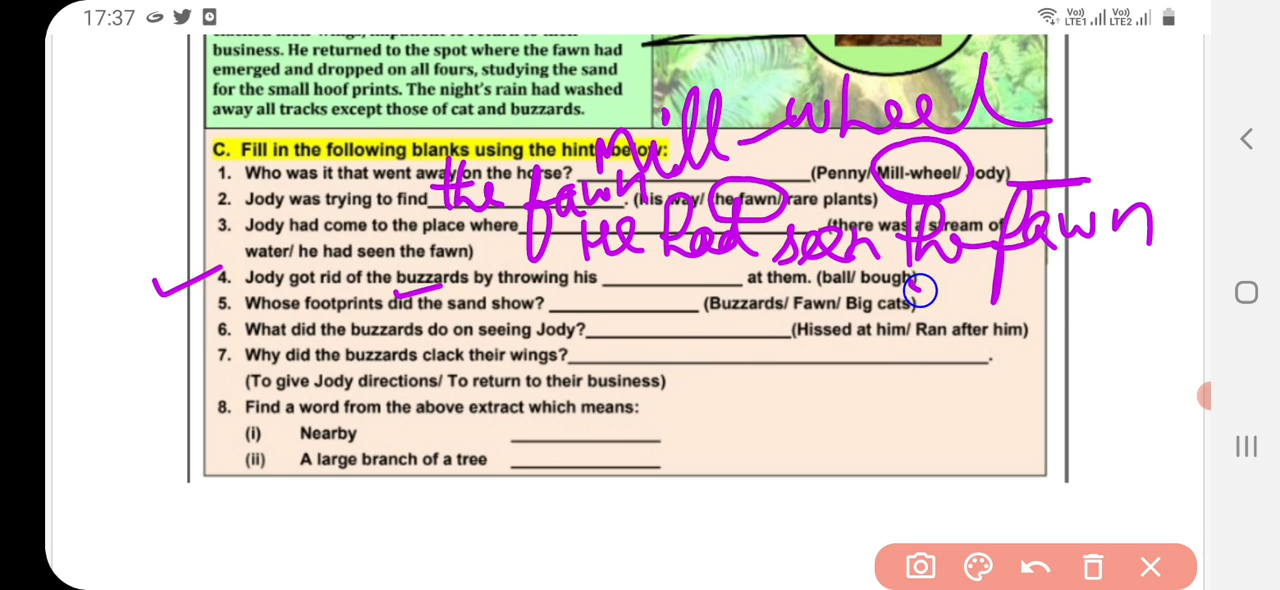 17:37
Vo)) LTE1 Vo)) LTE2
business. He returned to the spot where the fawn had
emerged and dropped on all fours, studying the sand
for the small hoof prints. The night's rain had washed
away all tracks except those of cat and buzzards.
Mill-wheel
C. Fill in the following blanks using the hints below:
1. Who was it that went away on the horse? (Penny/ Mill-wheel/ Jody)
the fawn
2. Jody was trying to find . (his way/ the fawn/ rare plants)
He had seen the fawn
3. Jody had come to the place where (there was a stream of
water/ he had seen the fawn)
4. Jody got rid of the buzzards by throwing his at them. (ball/ bough)
5. Whose footprints did the sand show? (Buzzards/ Fawn/ Big cats)
6. What did the buzzards do on seeing Jody? (Hissed at him/ Ran after him)
7. Why did the buzzards clack their wings? .
(To give Jody directions/ To return to their business)
8. Find a word from the above extract which means:
(i) Nearby
(ii) A large branch of a tree